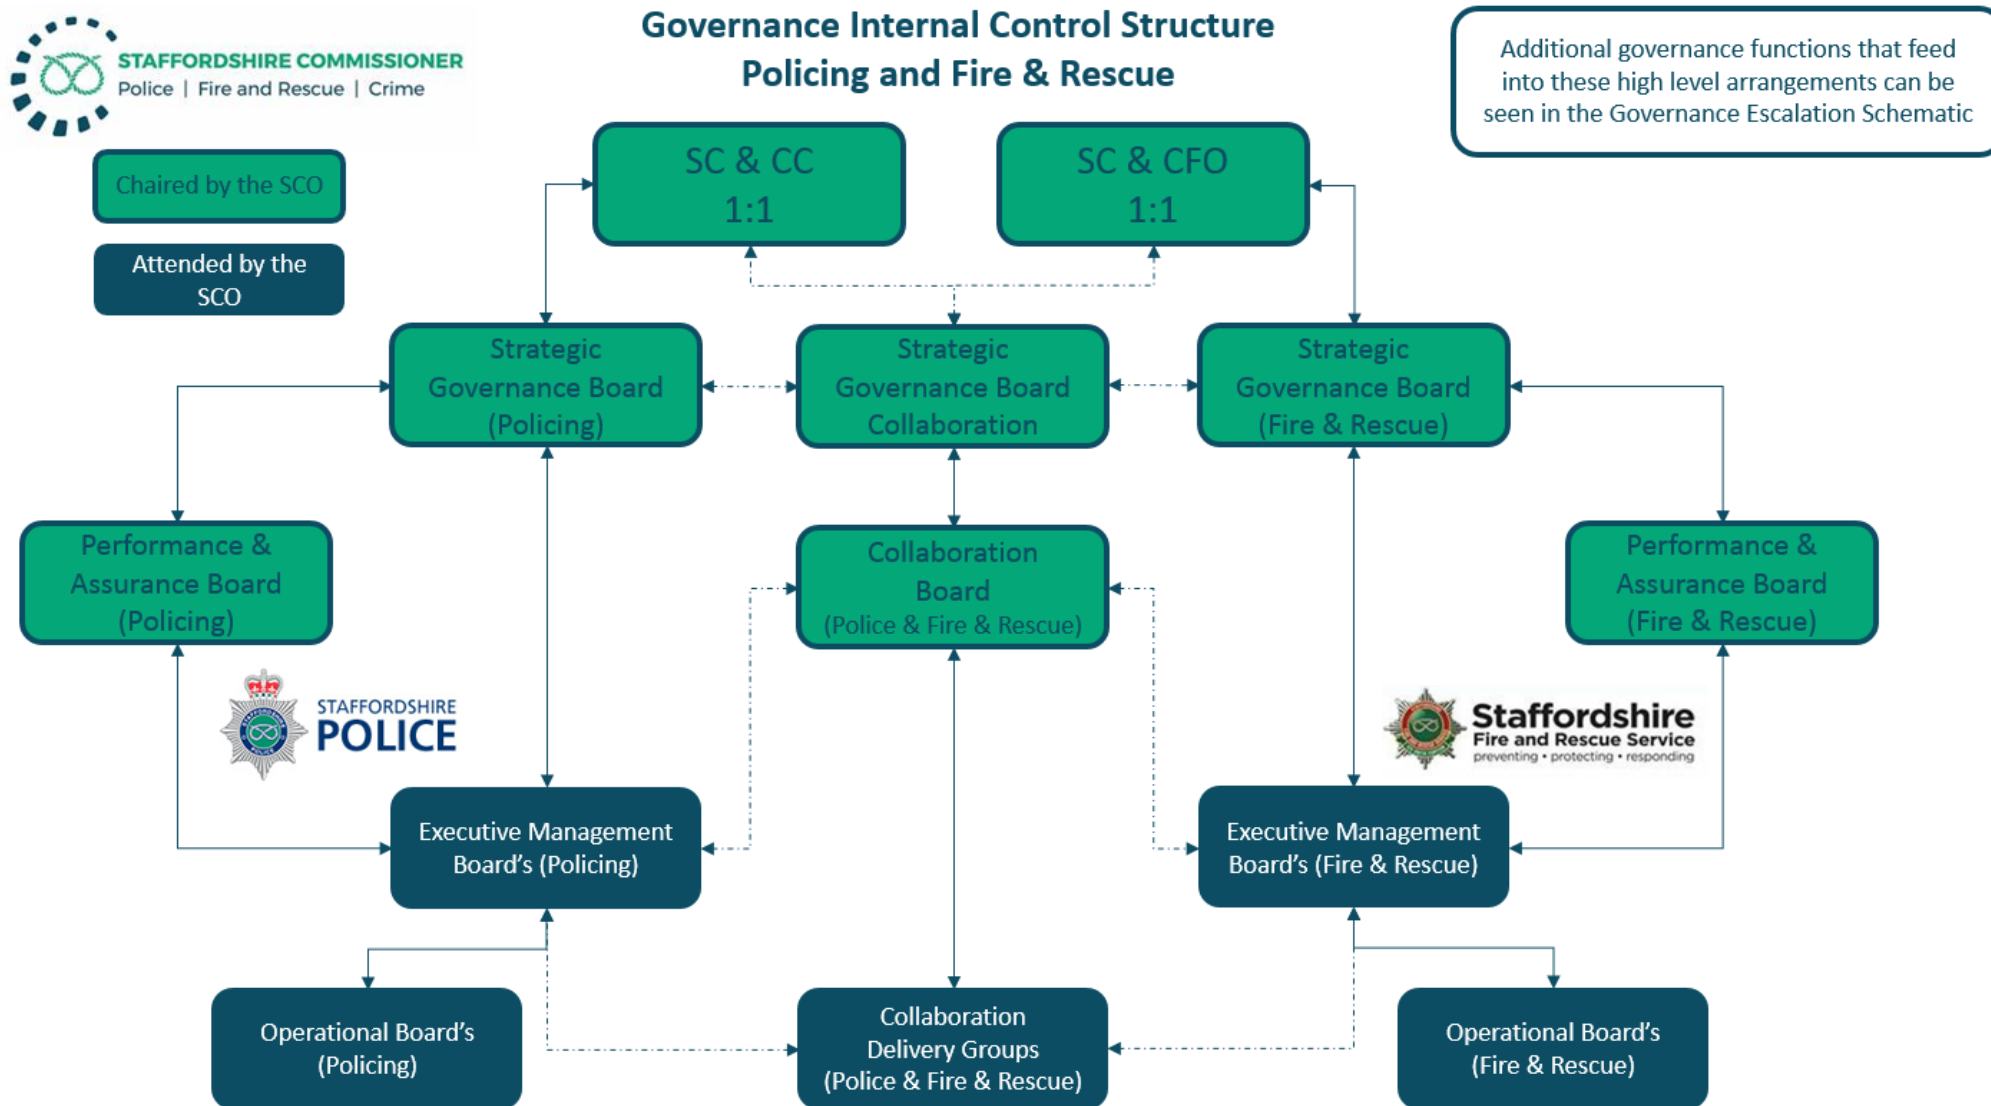 Governance Internal Control Structure
Policing and Fire & Rescue
STAFFORDSHIRE COMMISSIONER
Police | Fire and Rescue | Crime
Additional governance functions that feed
into these high level arrangements can be
seen in the Governance Escalation Schematic
Chaired by the SCO
Attended by the
SCO
SC & CC
1:1
SC & CFO
1:1
Strategic
Governance Board
(Policing)
Strategic
Governance Board
Collaboration
Strategic
Governance Board
(Fire & Rescue)
Performance &
Assurance Board
(Policing)
Collaboration
Board
(Police & Fire & Rescue)
Performance &
Assurance Board
(Fire & Rescue)
STAFFORDSHIRE
POLICE
Staffordshire
Fire and Rescue Service
preventing • protecting • responding
Executive Management
Board's (Policing)
Executive Management
Board's (Fire & Rescue)
Operational Board's
(Policing)
Collaboration
Delivery Groups
(Police & Fire & Rescue)
Operational Board's
(Fire & Rescue)